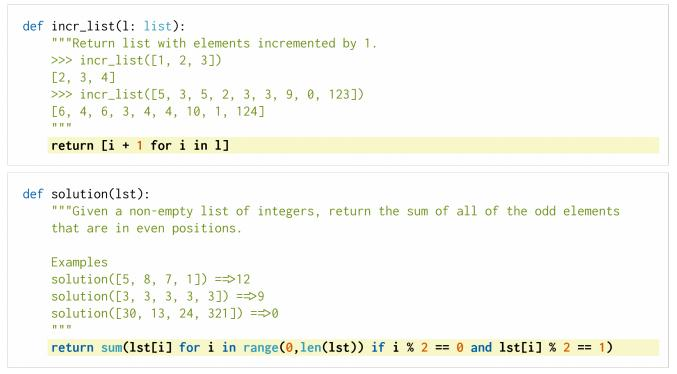 def incr_list(l: list):
    """Return list with elements incremented by 1.
    >>> incr_list([1, 2, 3])
    [2, 3, 4]
    >>> incr_list([5, 3, 5, 2, 3, 3, 9, 0, 123])
    [6, 4, 6, 3, 4, 4, 10, 1, 124]
    """
    return [i + 1 for i in l]
def solution(lst):
    """Given a non-empty list of integers, return the sum of all of the odd elements
    that are in even positions.
    Examples
    solution([5, 8, 7, 1]) ==>12
    solution([3, 3, 3, 3, 3]) ==>9
    solution([30, 13, 24, 321]) ==>0
    """
    return sum(lst[i] for i in range(0,len(lst)) if i % 2 == 0 and lst[i] % 2 == 1)